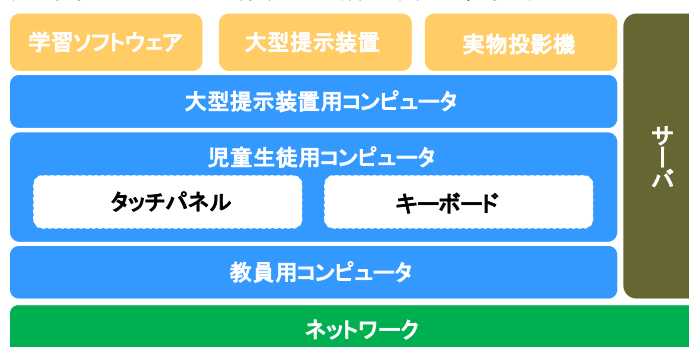 学習ソフトウェア 大型提示装置 実物投影機
大型提示装置用コンピュータ
児童生徒用コンピュータ
タッチパネル キーボード
教員用コンピュータ
サーバ
ネットワーク